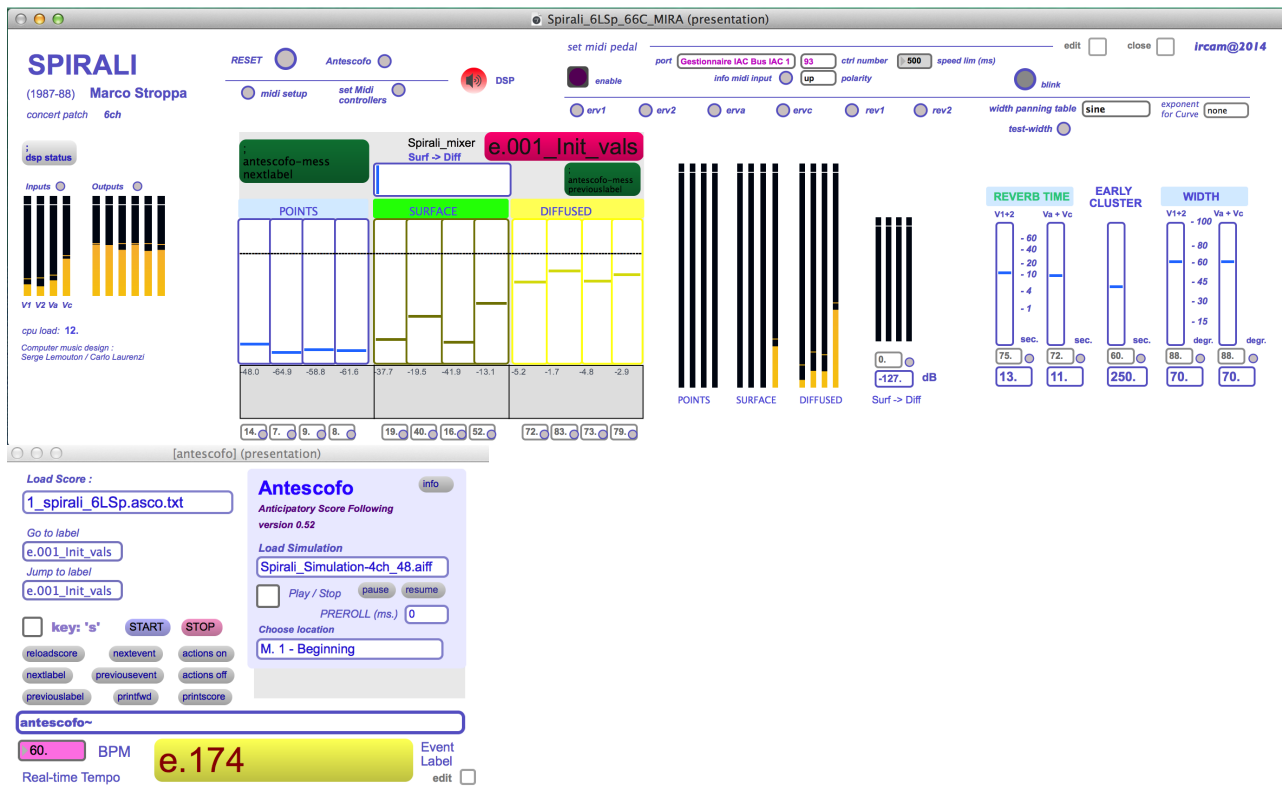 Spirali_6LSp_66C_MIRA (presentation)
SPIRALI
(1987-88) Marco Stroppa
concert patch 6ch
RESET
Antescofo
midi setup
set Midi
controllers
DSP
set midi pedal
edit
close
ircam@2014
port
Gestionnaire IAC Bus IAC 1
93
ctrl number
500
speed lim (ms)
enable
info midi input
up
polarity
blink
erv1
erv2
erva
ervc
rev1
rev2
width panning table
sine
exponent
for Curve
none
test-width
;
dsp status
Inputs
Outputs
V1 V2 Va Vc
cpu load: 12.
Computer music design :
Serge Lemouton / Carlo Laurenzi
;
antescofo-mess
nextlabel
Spirali_mixer
Surf -> Diff
e.001_Init_vals
;
antescofo-mess
previouslabel
POINTS
SURFACE
DIFFUSED
-48.0 -64.9 -58.8 -61.6 -37.7 -19.5 -41.9 -13.1 -5.2 -1.7 -4.8 -2.9
14. 7. 9. 8. 19. 40. 16. 52. 72. 83. 73. 79.
POINTS
SURFACE
DIFFUSED
0.
-127.
dB
Surf -> Diff
REVERB TIME
EARLY
CLUSTER
WIDTH
V1+2
Va + Vc
V1+2
Va + Vc
- 60
- 40
- 20
- 10
- 4
- 1
- 100
- 80
- 60
- 45
- 30
- 15
sec.
sec.
sec.
degr.
degr.
75.
72.
60.
88.
88.
13.
11.
250.
70.
70.
[antescofo] (presentation)
Load Score :
1_spirali_6LSp.asco.txt
Go to label
e.001_Init_vals
Jump to label
e.001_Init_vals
key: 's'
START
STOP
reloadscore
nextevent
actions on
nextlabel
previousevent
actions off
previouslabel
printfwd
printscore
Antescofo
info
Anticipatory Score Following
version 0.52
Load Simulation
Spirali_Simulation-4ch_48.aiff
Play / Stop
pause
resume
PREROLL (ms.)
0
Choose location
M. 1 - Beginning
antescofo~
60.
BPM
Real-time Tempo
e.174
Event
Label
edit